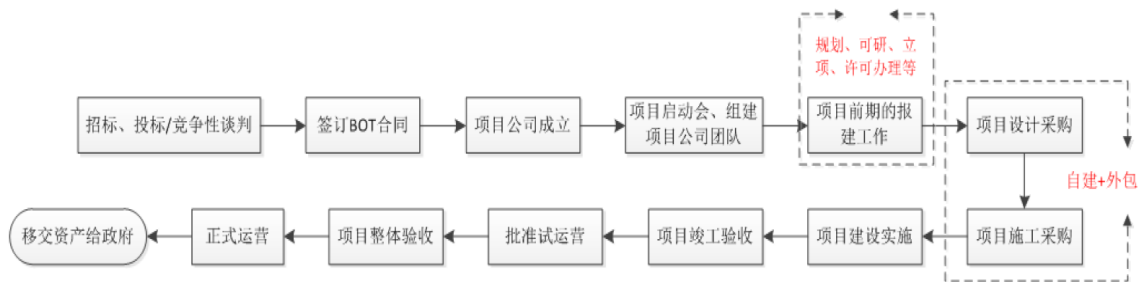 规划、可研、立
项、许可办理等
招标、投标/竞争性谈判
签订BOT合同
项目公司成立
项目启动会、组建
项目公司团队
项目前期的报
建工作
项目设计采购
自建+外包
移交资产给政府
正式运营
项目整体验收
批准试运营
项目竣工验收
项目建设实施
项目施工采购